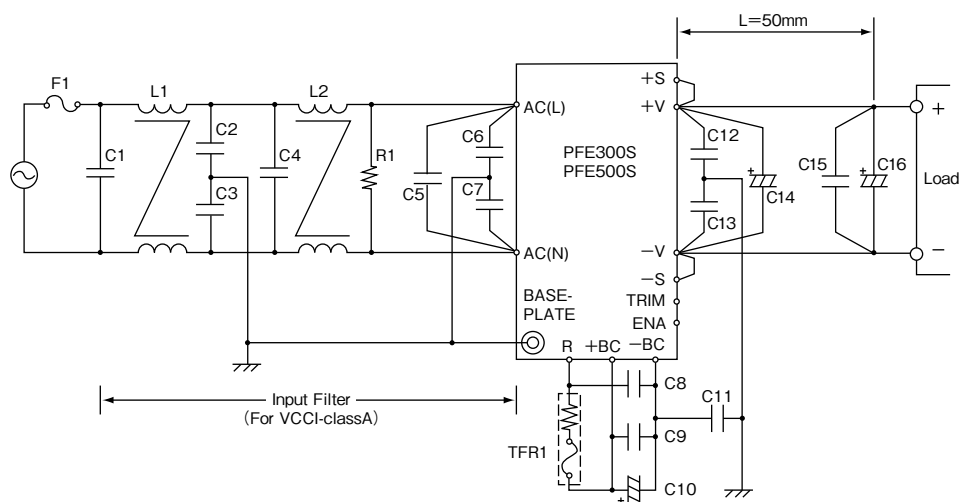 L=50mm
F1
L1
L2
+S
+V
AC(L)
C1
C2
C3
C4
R1
C5
C6
C7
PFE300S
PFE500S
C12
C13
C14
C15
C16
+
Load
-
+
+
AC(N)
-V
-S
BASE-
PLATE
TRIM
ENA
R
+BC
-BC
C8
C9
C10
+
C11
TFR1
Input Filter
(For VCCI-classA)